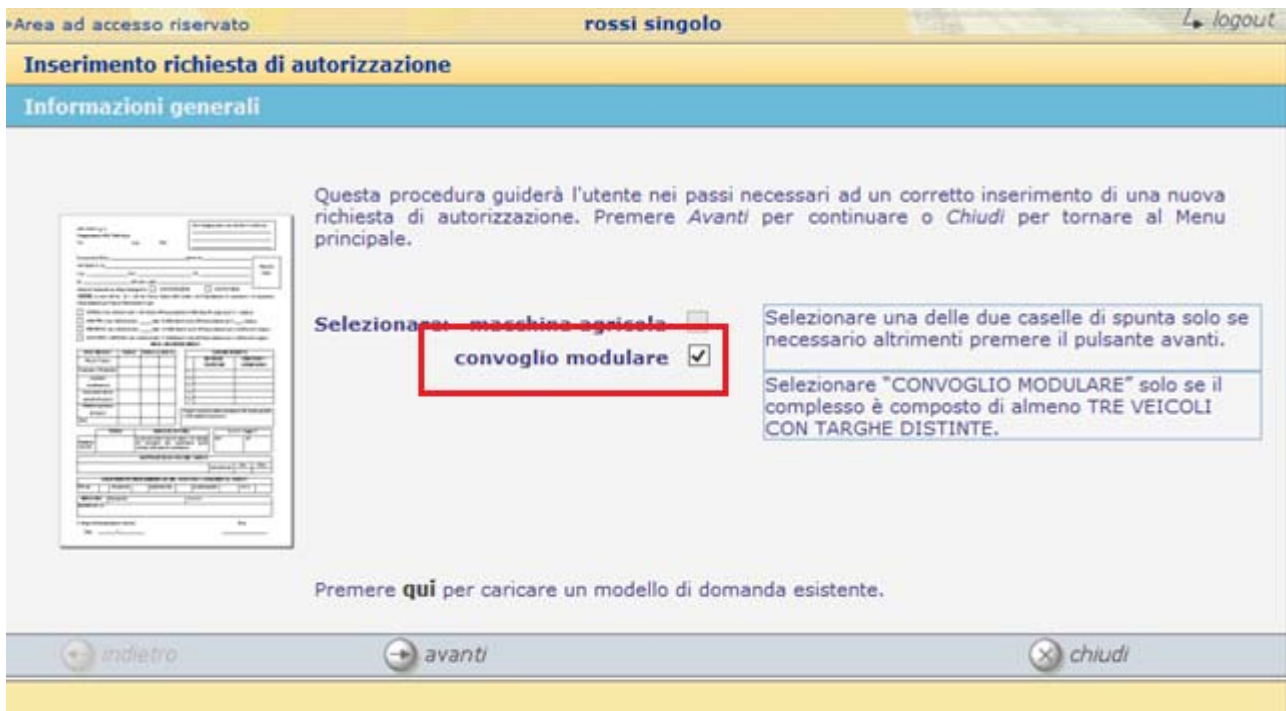 Area ad accesso riservato
rossi singolo
logout
Inserimento richiesta di autorizzazione
Informazioni generali
Questa procedura guiderà l'utente nei passi necessari ad un corretto inserimento di una nuova
richiesta di autorizzazione. Premere Avanti per continuare o Chiudi per tornare al Menu
principale.
Selezionare: macchina agricola
convoglio modulare
Selezionare una delle due caselle di spunta solo se
necessario altrimenti premere il pulsante avanti.
Selezionare "CONVOGLIO MODULARE" solo se il
complesso è composto di almeno TRE VEICOLI
CON TARGHE DISTINTE.
Premere qui per caricare un modello di domanda esistente.
indietro
avanti
chiudi